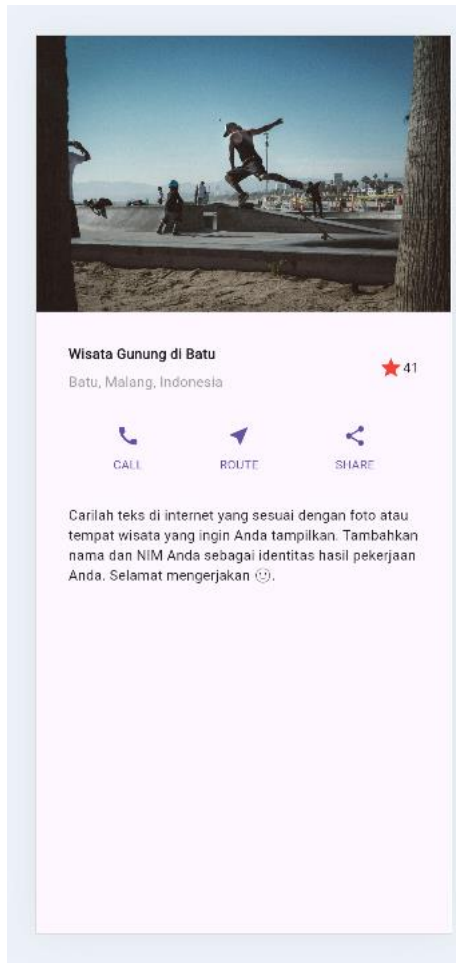 Wisata Gunung di Batu
Batu, Malang, Indonesia
41
CALL
ROUTE
SHARE
Carilah teks di internet yang sesuai dengan foto atau
tempat wisata yang ingin Anda tampilkan. Tambahkan
nama dan NIM Anda sebagai identitas hasil pekerjaan
Anda. Selamat mengerjakan 🙂.